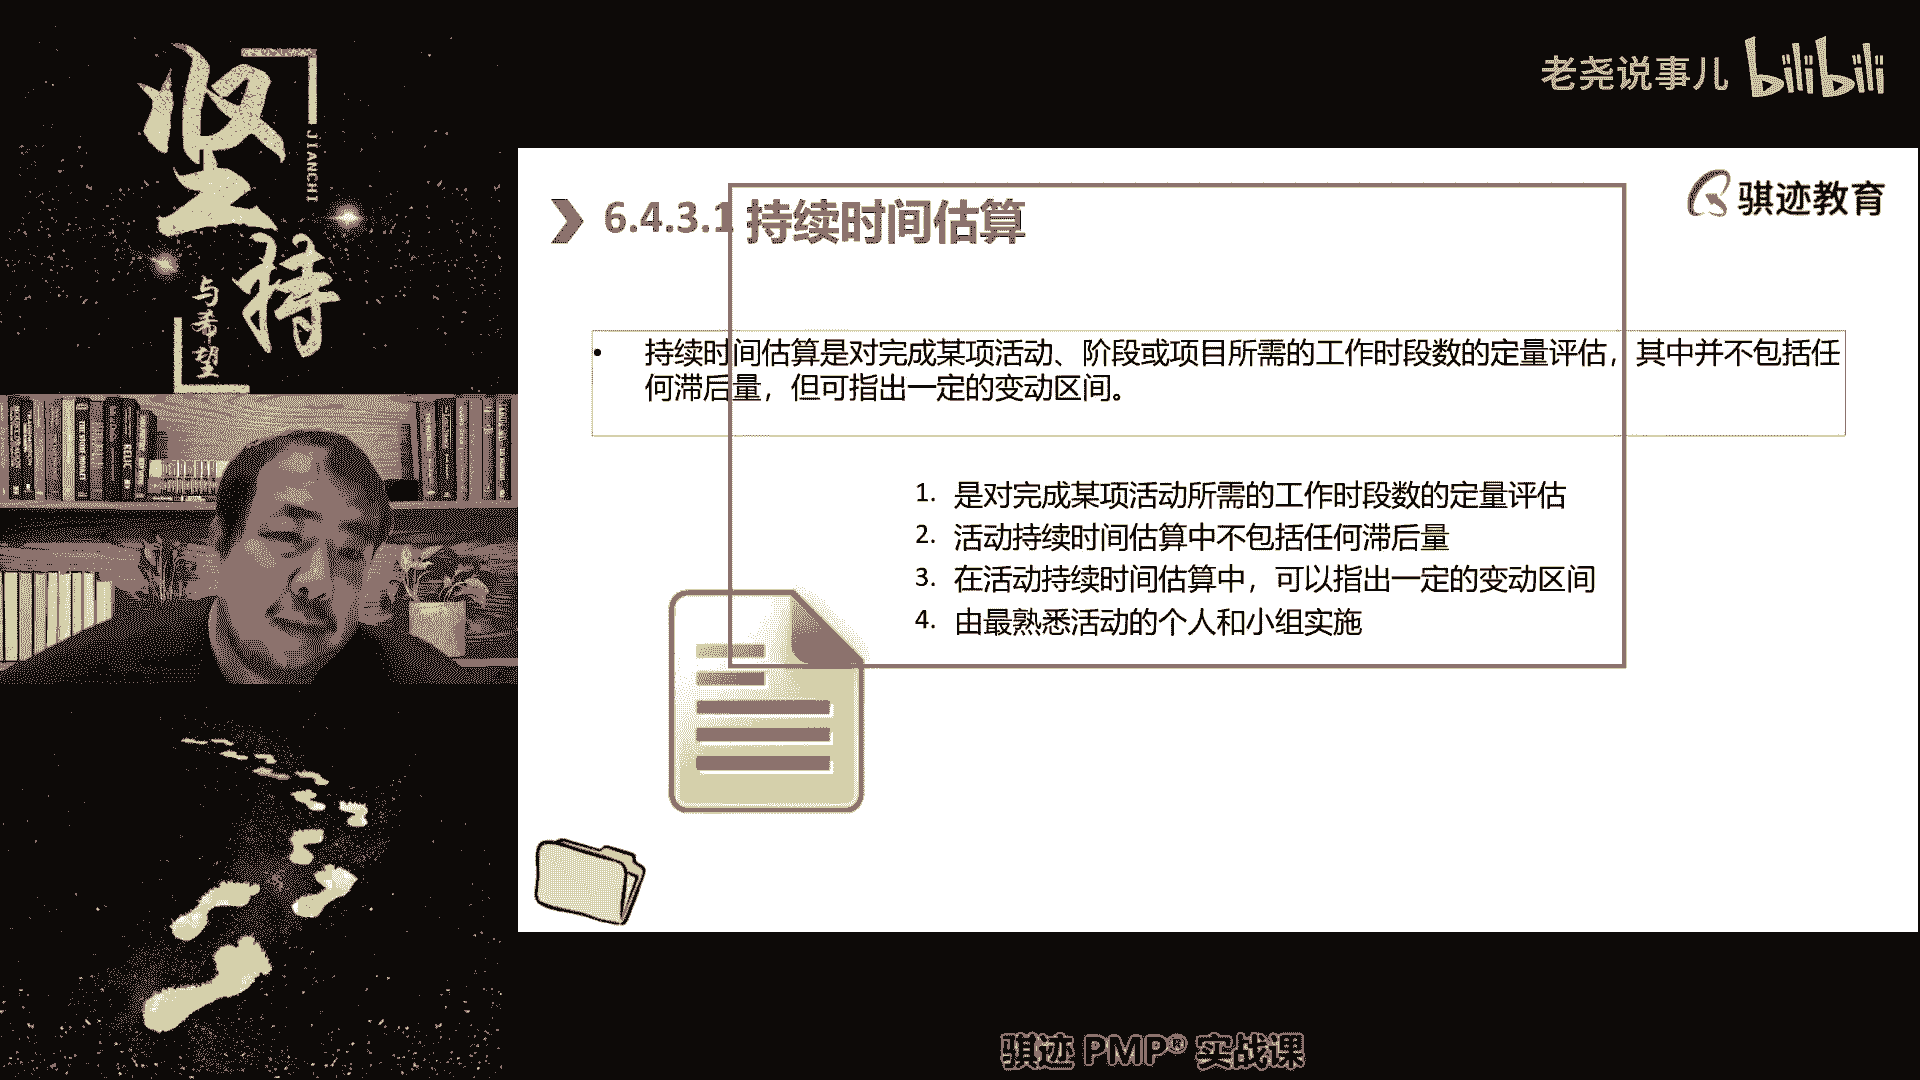 坚持
JIANCHI
与希望
老尧说事儿 bilibili
骐迹教育
6.4.3.1 持续时间估算
• 持续时间估算是对完成某项活动、阶段或项目所需的工作时段数的定量评估，其中并不包括任
何滞后量，但可指出一定的变动区间。
1. 是对完成某项活动所需的工作时段数的定量评估
2. 活动持续时间估算中不包括任何滞后量
3. 在活动持续时间估算中，可以指出一定的变动区间
4. 由最熟悉活动的个人和小组实施
骐迹 PMP® 实战课